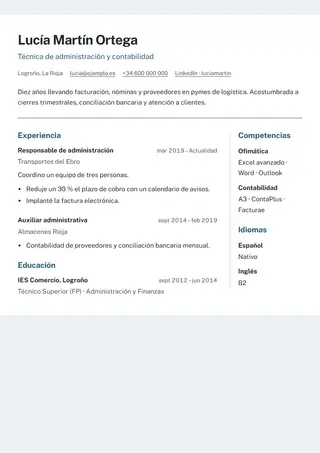 Lucía Martín Ortega
Técnica de administración y contabilidad
Logroño, La Rioja lucia@ejemplo.es +34 600 000 000 LinkedIn · luciamartin
Diez años llevando facturación, nóminas y proveedores en pymes de logística. Acostumbrada a
cierres trimestrales, conciliación bancaria y atención a clientes.
Experiencia
Responsable de administración mar 2019 – Actualidad
Transportes del Ebro
Coordino un equipo de tres personas.
• Reduje un 30 % el plazo de cobro con un calendario de avisos.
• Implanté la factura electrónica.
Auxiliar administrativa sept 2014 – feb 2019
Almacenes Rioja
• Contabilidad de proveedores y conciliación bancaria mensual.
Educación
IES Comercio, Logroño sept 2012 – jun 2014
Técnico Superior (FP) · Administración y Finanzas
Competencias
Ofimática
Excel avanzado ·
Word · Outlook
Contabilidad
A3 · ContaPlus ·
Facturae
Idiomas
Español
Nativo
Inglés
B2